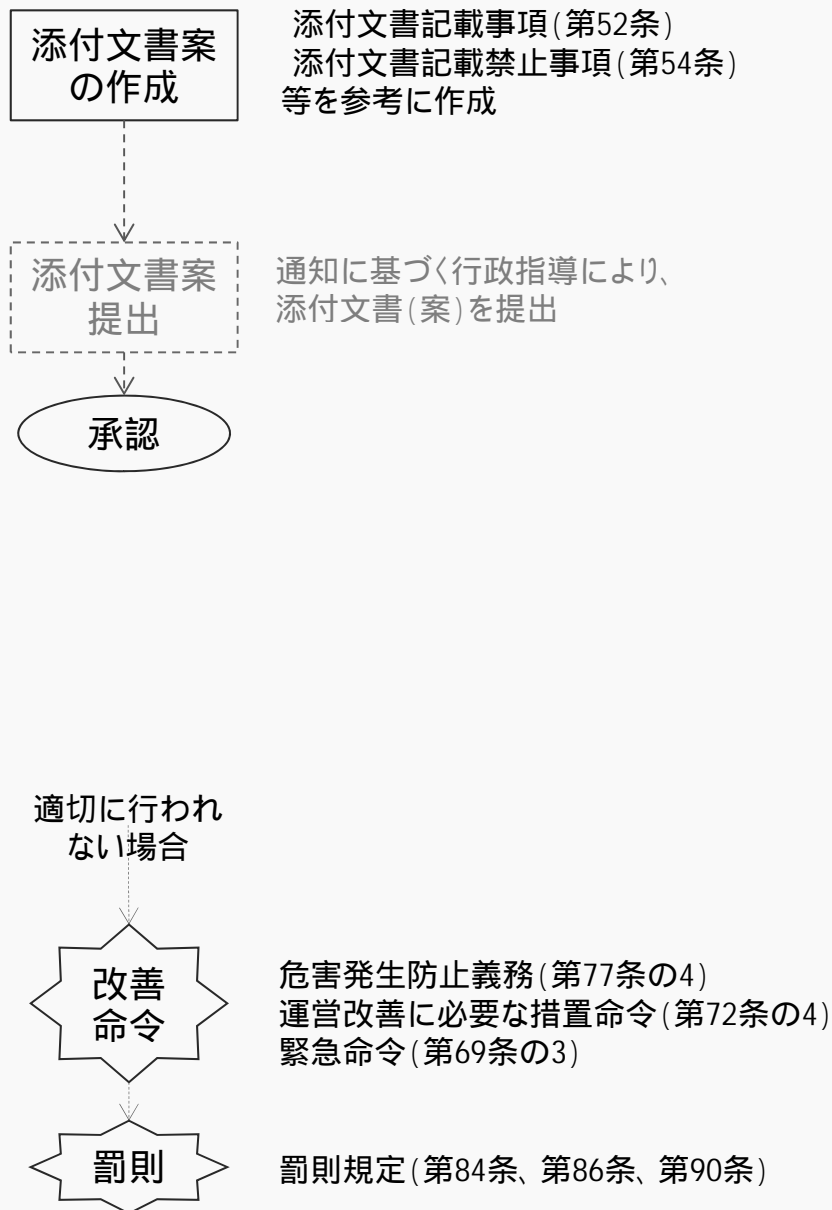 添付文書案
の作成
添付文書記載事項(第52条)
添付文書記載禁止事項(第54条)
等を参考に作成
添付文書案
提出
通知に基づく行政指導により、
添付文書(案)を提出
承認
適切に行われ
ない場合
改善
命令
危害発生防止義務(第77条の4)
運営改善に必要な措置命令(第72条の4)
緊急命令(第69条の3)
罰則
罰則規定(第84条、第86条、第90条)